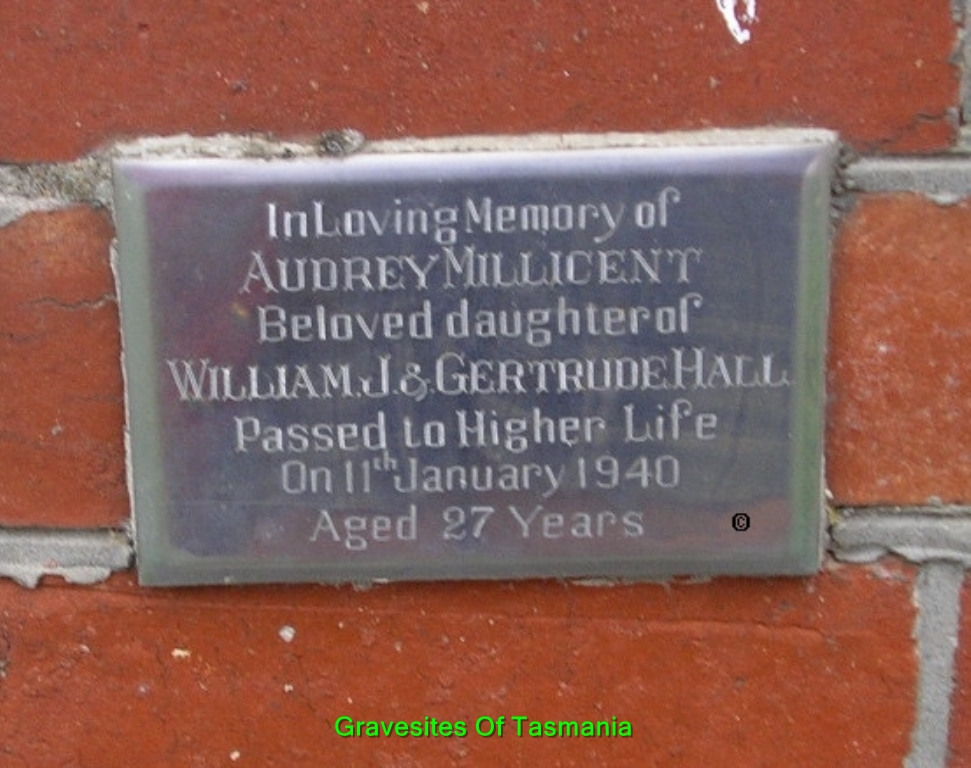 In Loving Memory of
AUDREY MILLICENT
Beloved daughter of
WILLIAM.J.& GERTRUDE.HALL
Passed to Higher Life
On 11th January 1940
Aged 27 Years
©
Gravesites Of Tasmania